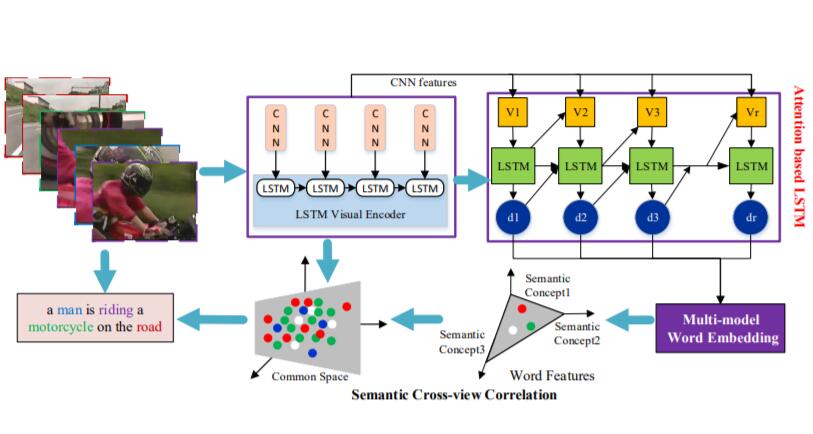 CNN features
C
N
N
C
N
N
C
N
N
C
N
N
LSTM
LSTM
LSTM
LSTM
LSTM Visual Encoder
V1
V2
V3
Vr
LSTM
LSTM
LSTM
LSTM
d1
d2
d3
dr
Attention based LSTM
a man is riding a
motorcycle on the road
Common Space
Semantic
Concept1
Semantic
Concept2
Semantic
Concept3
Word Features
Multi-model
Word Embedding
Semantic Cross-view Correlation